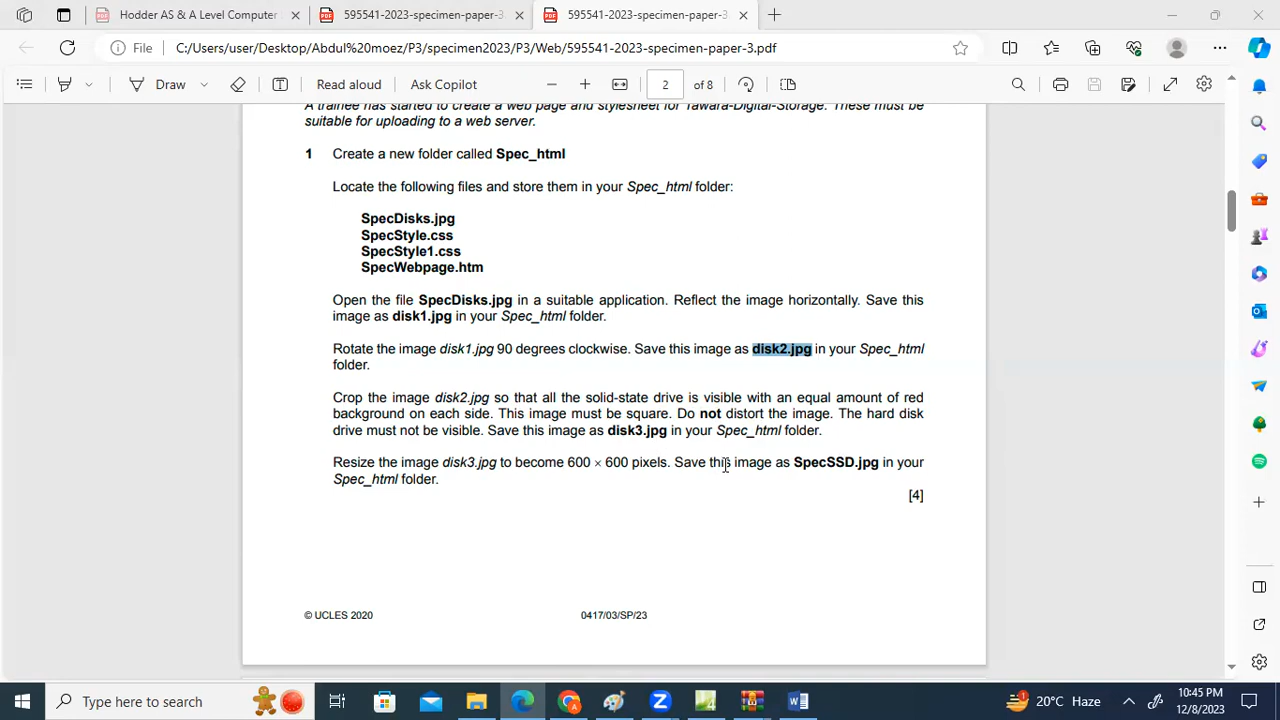 Hodder AS & A Level Computer
595541-2023-specimen-paper-3.
595541-2023-specimen-paper-3.
File
C:/Users/user/Desktop/Abdul%20moez/P3/specimen2023/P3/Web/595541-2023-specimen-paper-3.pdf
Draw
Read aloud
Ask Copilot
2
of 8
A trainee has started to create a web page and stylesheet for Tawara-Digital-Storage. These must be
suitable for uploading to a web server.
1 Create a new folder called Spec_html
Locate the following files and store them in your Spec_html folder:
SpecDisks.jpg
SpecStyle.css
SpecStyle1.css
SpecWebpage.htm
Open the file SpecDisks.jpg in a suitable application. Reflect the image horizontally. Save this
image as disk1.jpg in your Spec_html folder.
Rotate the image disk1.jpg 90 degrees clockwise. Save this image as disk2.jpg in your Spec_html
folder.
Crop the image disk2.jpg so that all the solid-state drive is visible with an equal amount of red
background on each side. This image must be square. Do not distort the image. The hard disk
drive must not be visible. Save this image as disk3.jpg in your Spec_html folder.
Resize the image disk3.jpg to become 600 × 600 pixels. Save this image as SpecSSD.jpg in your
Spec_html folder.
[4]
© UCLES 2020
0417/03/SP/23
Type here to search
20°C Haze
10:45 PM
12/8/2023